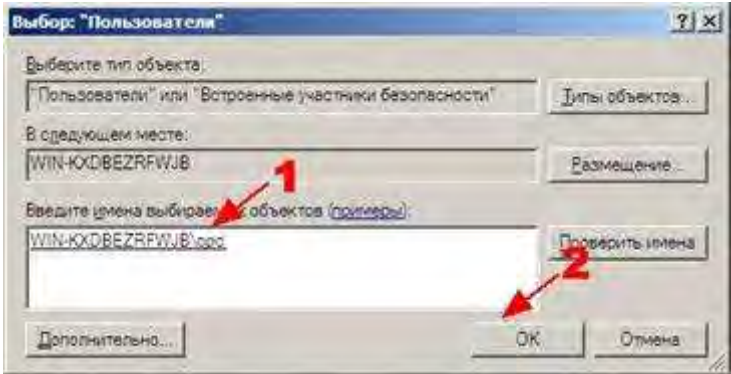 Выбор: "Пользователи"
Выберите тип объекта:
"Пользователи" или "Встроенные участники безопасности"
Типы объектов...
В следующем месте:
WIN-KXDBEZRFWJB
Размещение...
1
Введите имена выбираемых объектов (примеры):
WIN-KXDBEZRFWJB\opc
Проверить имена
2
Дополнительно...
OK
Отмена